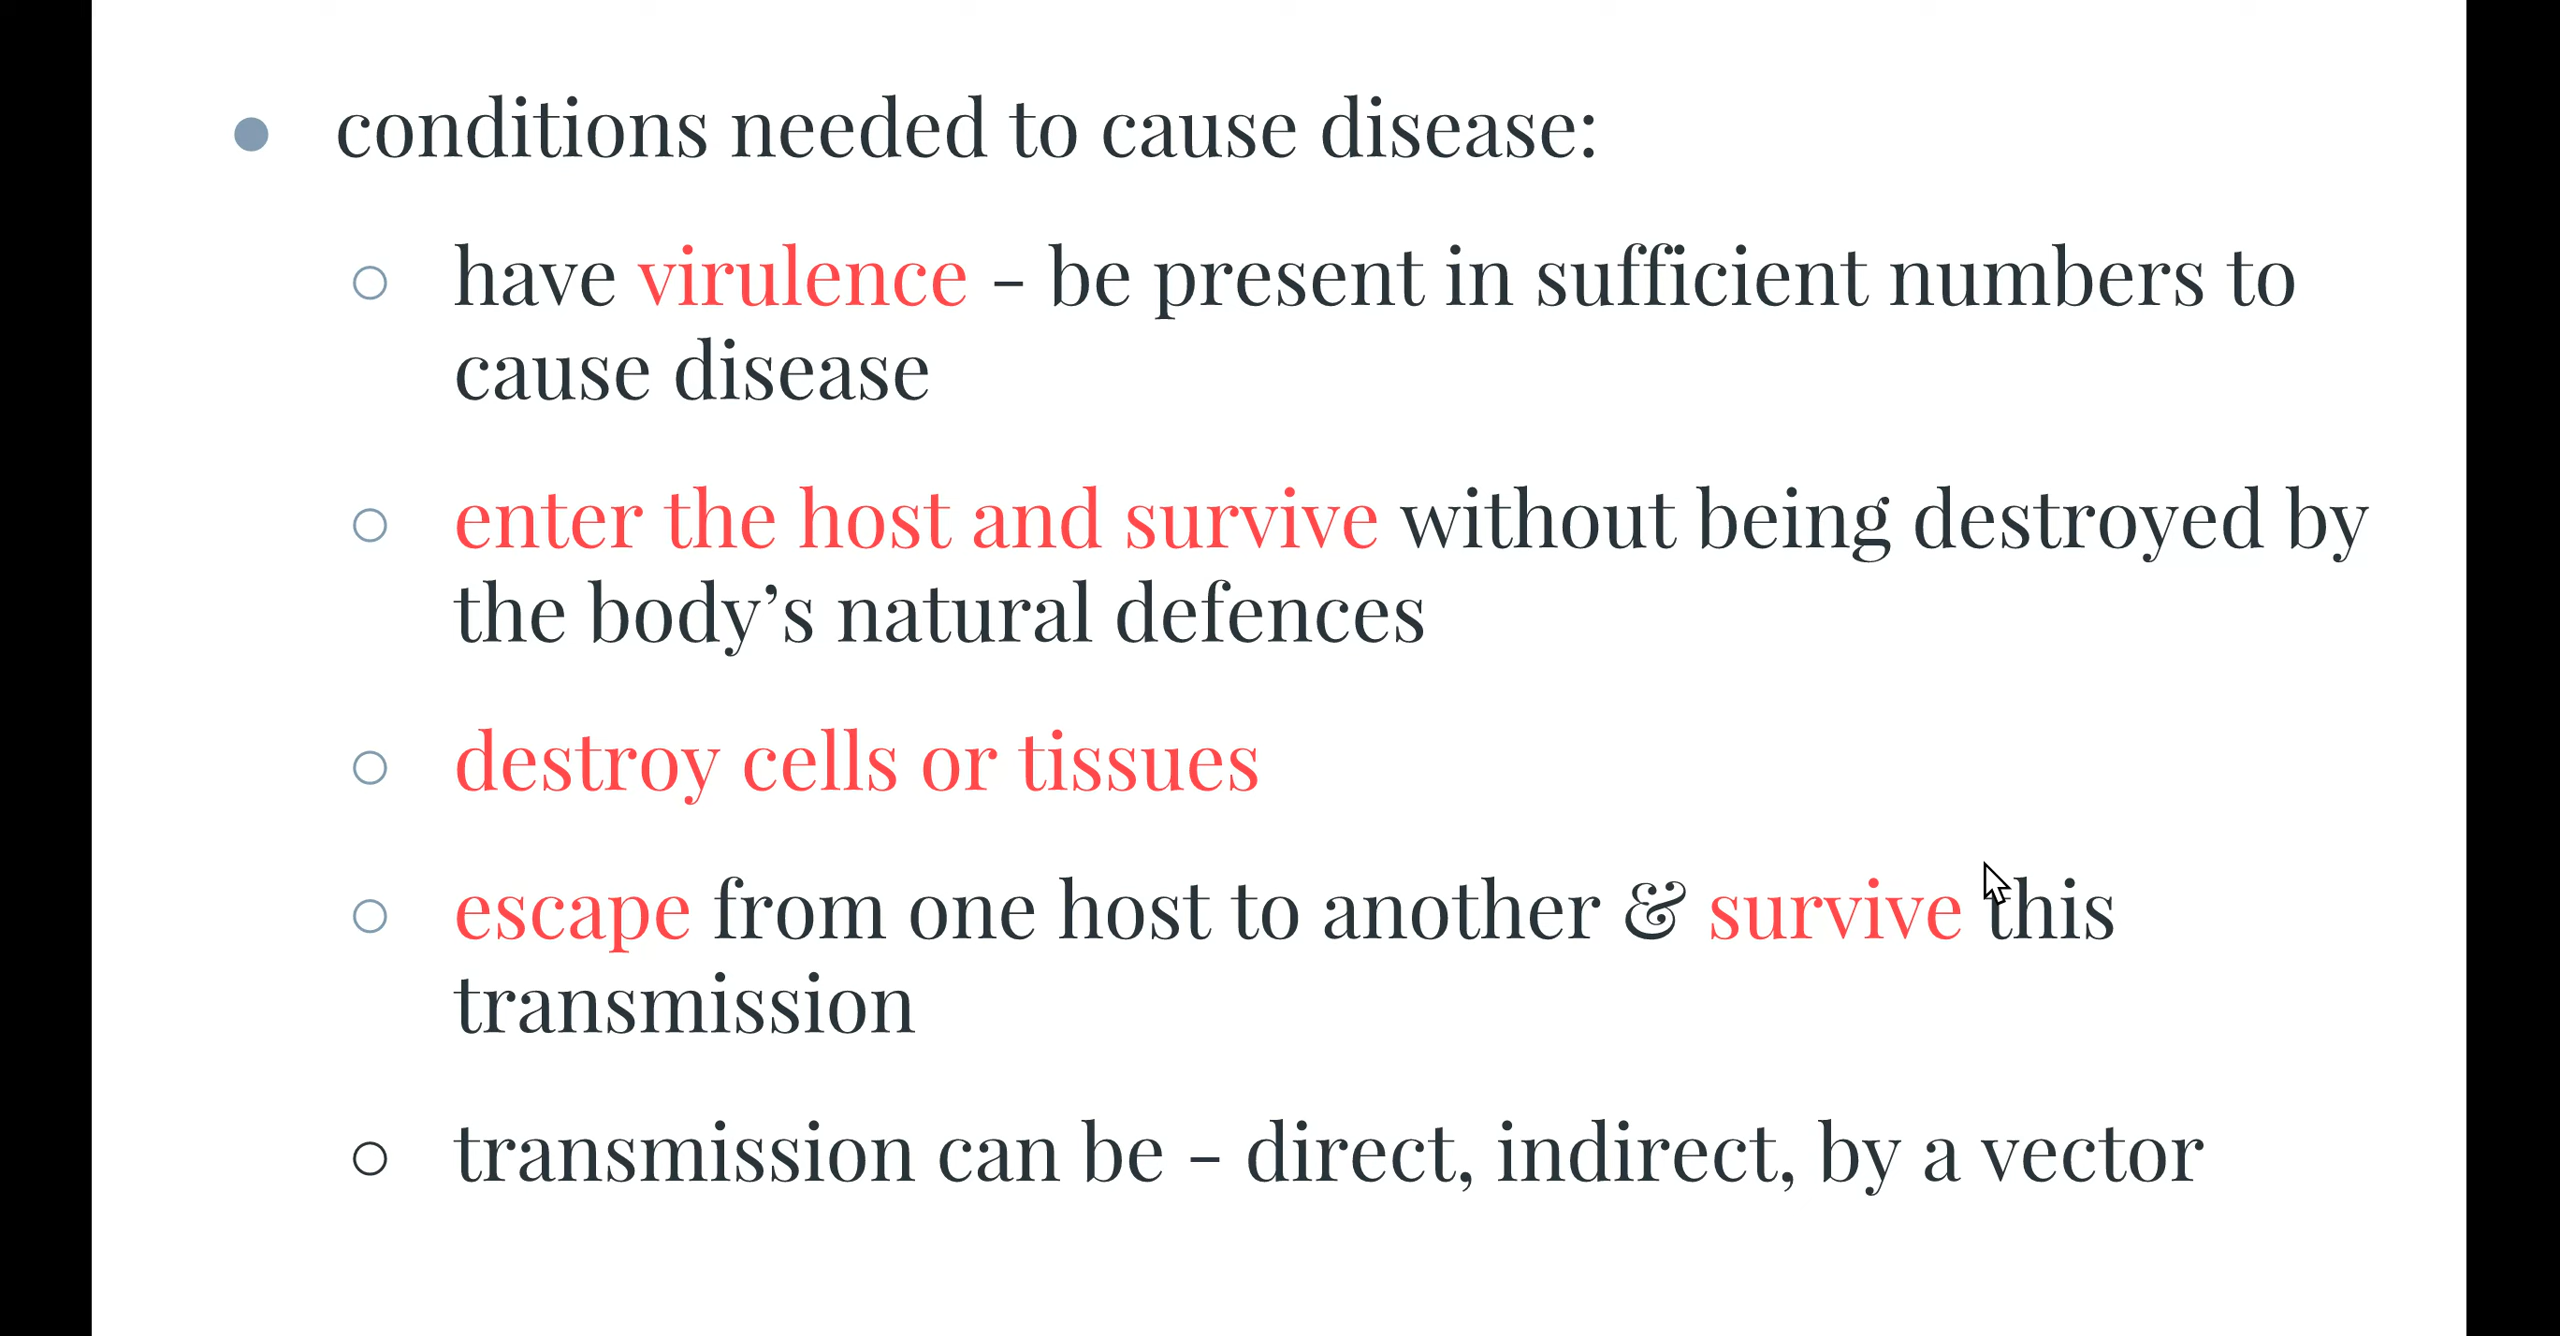 conditions needed to cause disease:
have virulence – be present in sufficient numbers to
cause disease
enter the host and survive without being destroyed by
the body’s natural defences
destroy cells or tissues
escape from one host to another & survive this
transmission
transmission can be – direct, indirect, by a vector